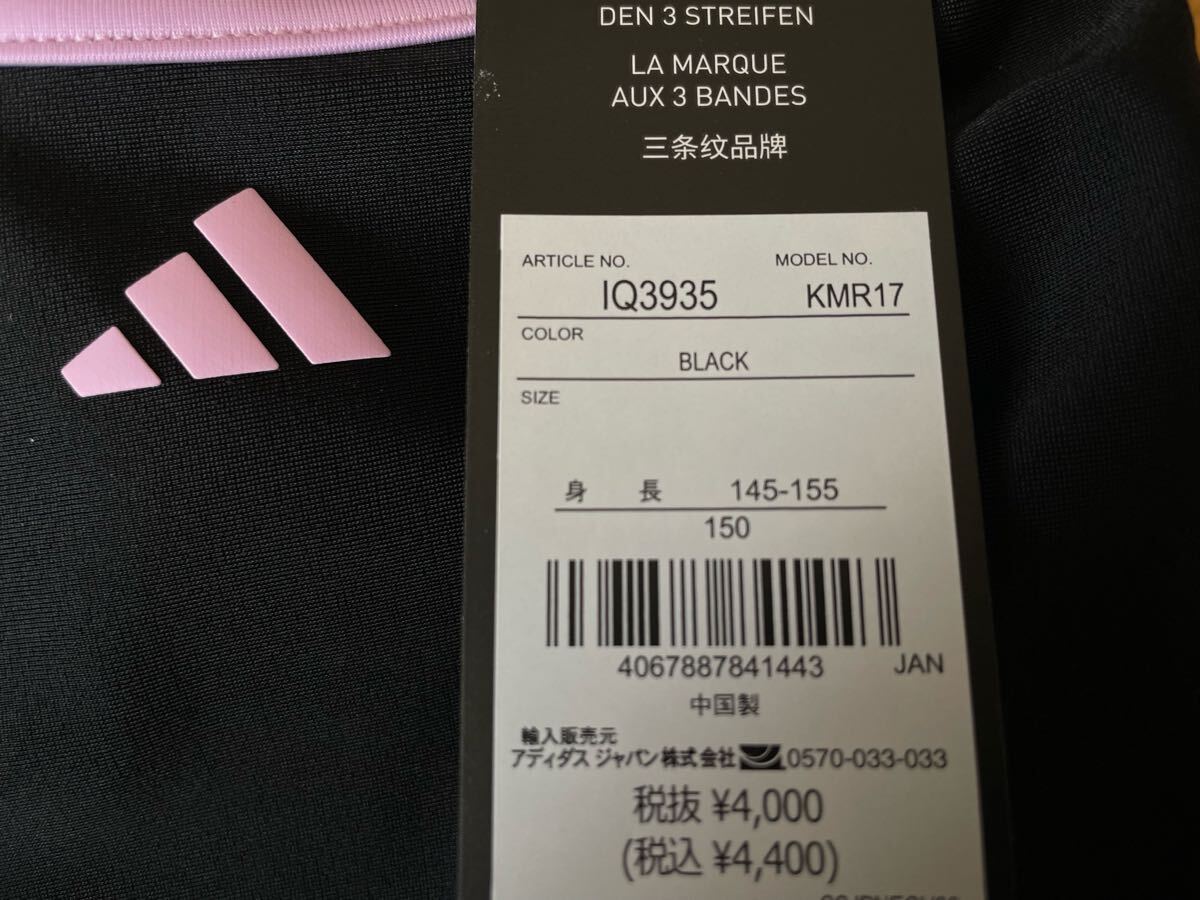 DEN 3 STREIFEN
LA MARQUE
AUX 3 BANDES
三条纹品牌
ARTICLE NO. MODEL NO.
IQ3935 KMR17
COLOR
BLACK
SIZE
身 長 145-155
150
4067887841443 JAN
中国製
輸入販売元
アディダス ジャパン株式会社 0570-033-033
税抜 ¥4,000
(税込 ¥4,400)